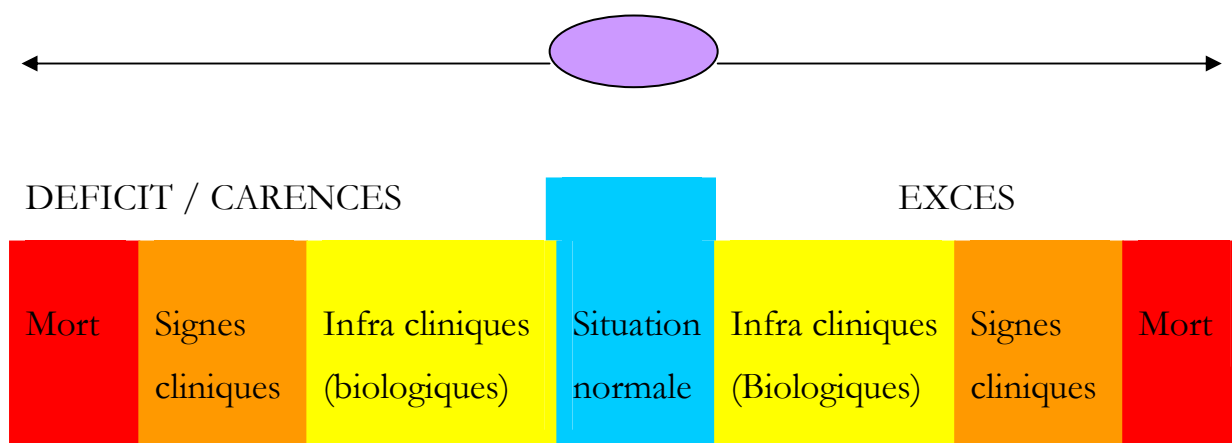 DEFICIT / CARENCES
EXCES
Mort
Signes
cliniques
Infra cliniques
(biologiques)
Situation
normale
Infra cliniques
(Biologiques)
Signes
cliniques
Mort